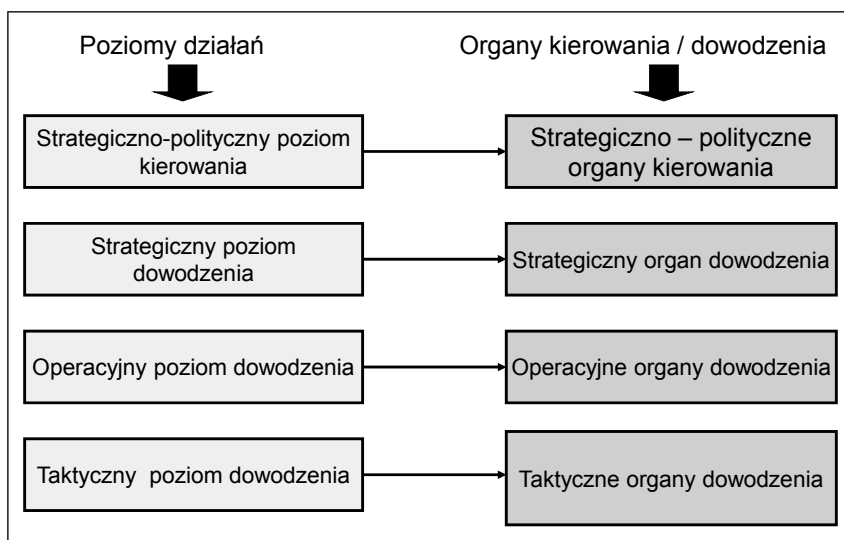 Poziomy działań
Organy kierowania / dowodzenia
Strategiczno-polityczny poziom
kierowania
Strategiczno – polityczne
organy kierowania
Strategiczny poziom
dowodzenia
Strategiczny organ dowodzenia
Operacyjny poziom dowodzenia
Operacyjne organy dowodzenia
Taktyczny poziom dowodzenia
Taktyczne organy dowodzenia